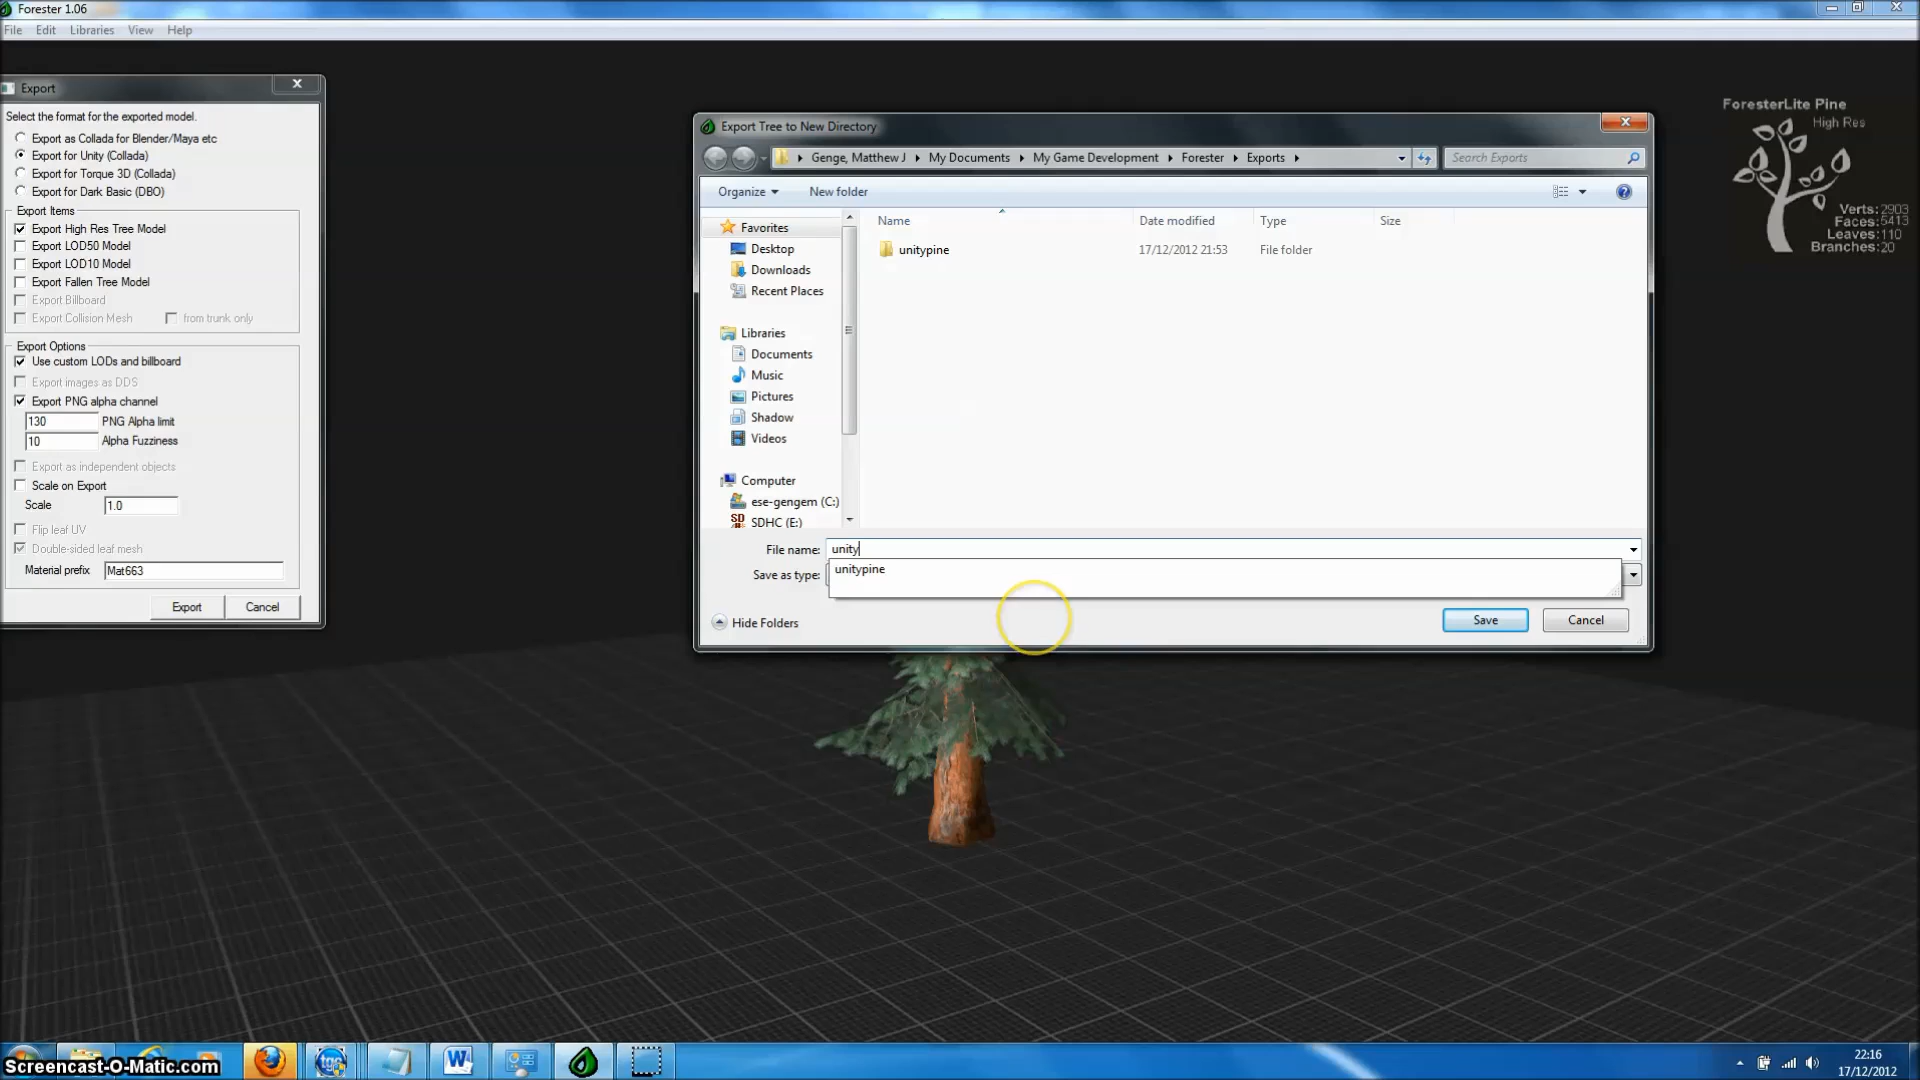 Forester 1.06
File Edit Libraries View Help
Export
Select the format for the exported model.
Export as Collada for Blender/Maya etc
Export for Unity (Collada)
Export for Torque 3D (Collada)
Export for Dark Basic (DBO)
Export Items
Export High Res Tree Model
Export LOD50 Model
Export LOD10 Model
Export Fallen Tree Model
Export Billboard
Export Collision Mesh from trunk only
Export Options
Use custom LODs and billboard
Export images as DDS
Export PNG alpha channel
130 PNG Alpha limit
10 Alpha Fuzziness
Export as independent objects
Scale on Export
Scale 1.0
Flip leaf UV
Double-sided leaf mesh
Material prefix Mat663
Export Cancel
Export Tree to New Directory
Genge, Matthew J My Documents My Game Development Forester Exports Search Exports
Organize New folder
Name Date modified Type Size
unitypine 17/12/2012 21:53 File folder
Favorites
Desktop
Downloads
Recent Places
Libraries
Documents
Music
Pictures
Shadow
Videos
Computer
ese-gengem (C:)
SDHC (E:)
File name: unity
unitypine
Save as type:
Hide Folders Save Cancel
ForesterLite Pine
High Res
Verts: 2903
Faces: 5413
Leaves: 110
Branches: 20
Screencast-O-Matic.com
22:16
17/12/2012